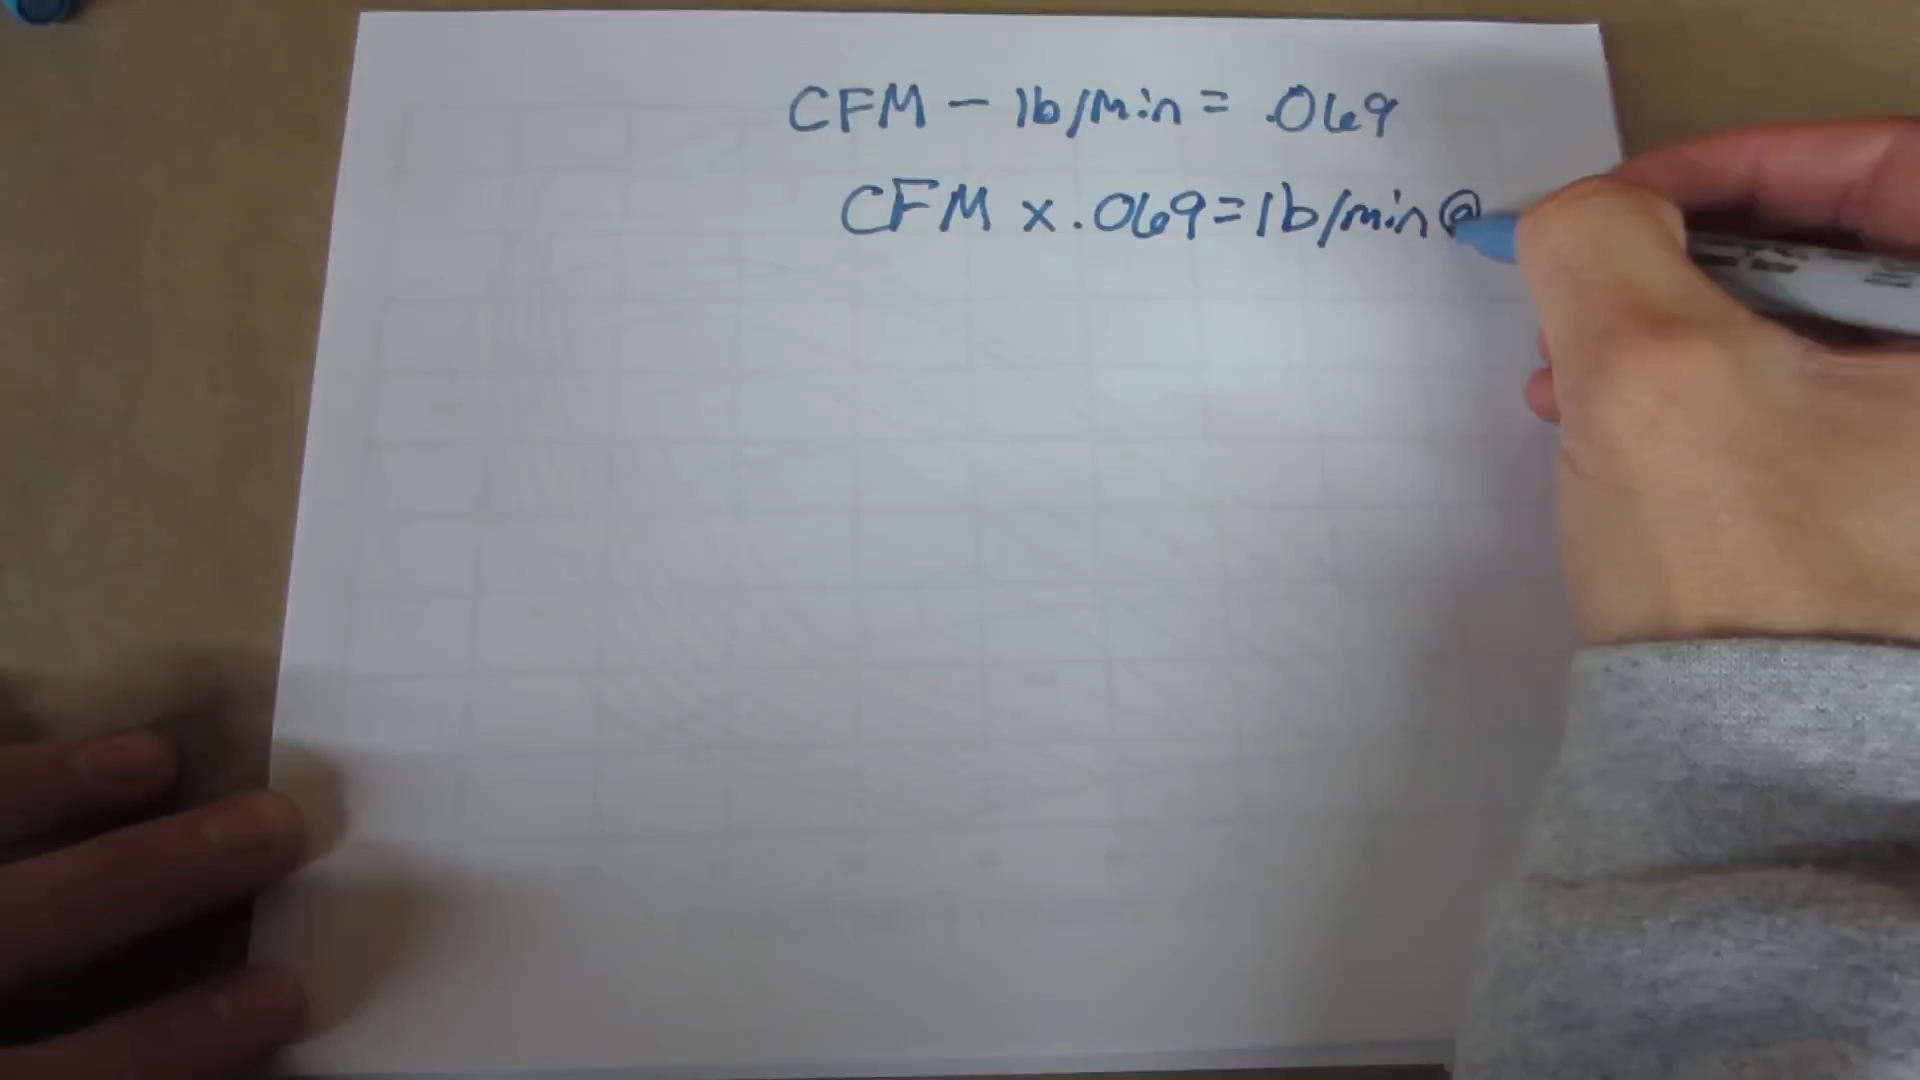 CFM - lb/min = .069
CFM x .069 = lb/min @